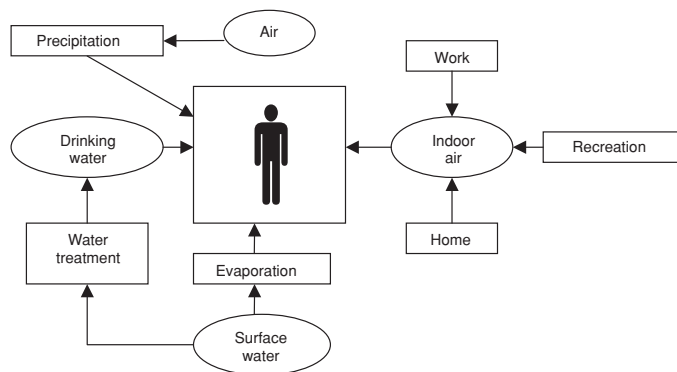 Air
Precipitation
Work
Drinking
water
Indoor
air
Recreation
Water
treatment
Home
Evaporation
Surface
water